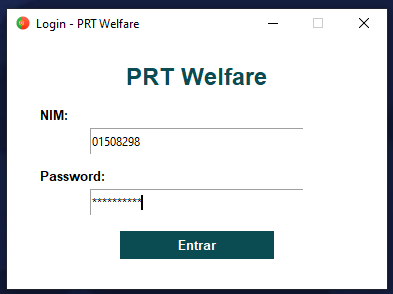 Login - PRT Welfare
PRT Welfare
NIM:
01508298
Password:
**********
Entrar